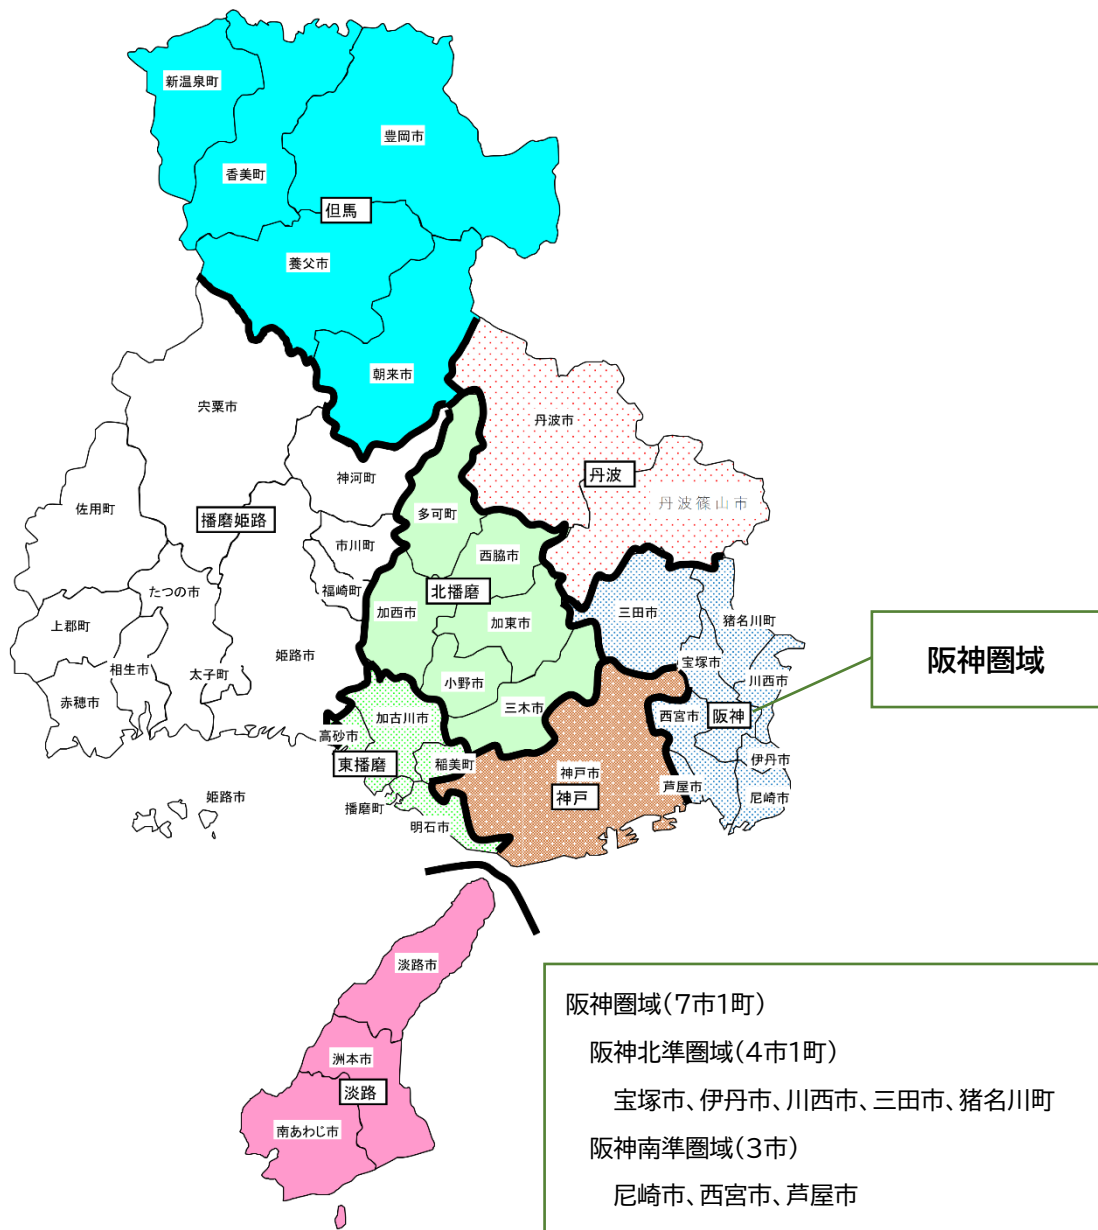 新温泉町
豊岡市
香美町
但馬
養父市
朝来市
宍粟市
丹波市
神河町
丹波
丹波篠山市
佐用町
多可町
播磨姫路
市川町
西脇市
福崎町
たつの市
北播磨
加西市
加東市
三田市
猪名川町
上郡町
姫路市
阪神圏域
宝塚市
相生市
太子町
小野市
川西市
赤穂市
三木市
西宮市
阪神
加古川市
高砂市
東播磨
稲美町
神戸市
伊丹市
芦屋市
神戸
尼崎市
姫路市
播磨町
明石市
淡路市
洲本市
淡路
南あわじ市
阪神圏域(7市1町)
阪神北準圏域(4市1町)
宝塚市、伊丹市、川西市、三田市、猪名川町
阪神南準圏域(3市)
尼崎市、西宮市、芦屋市